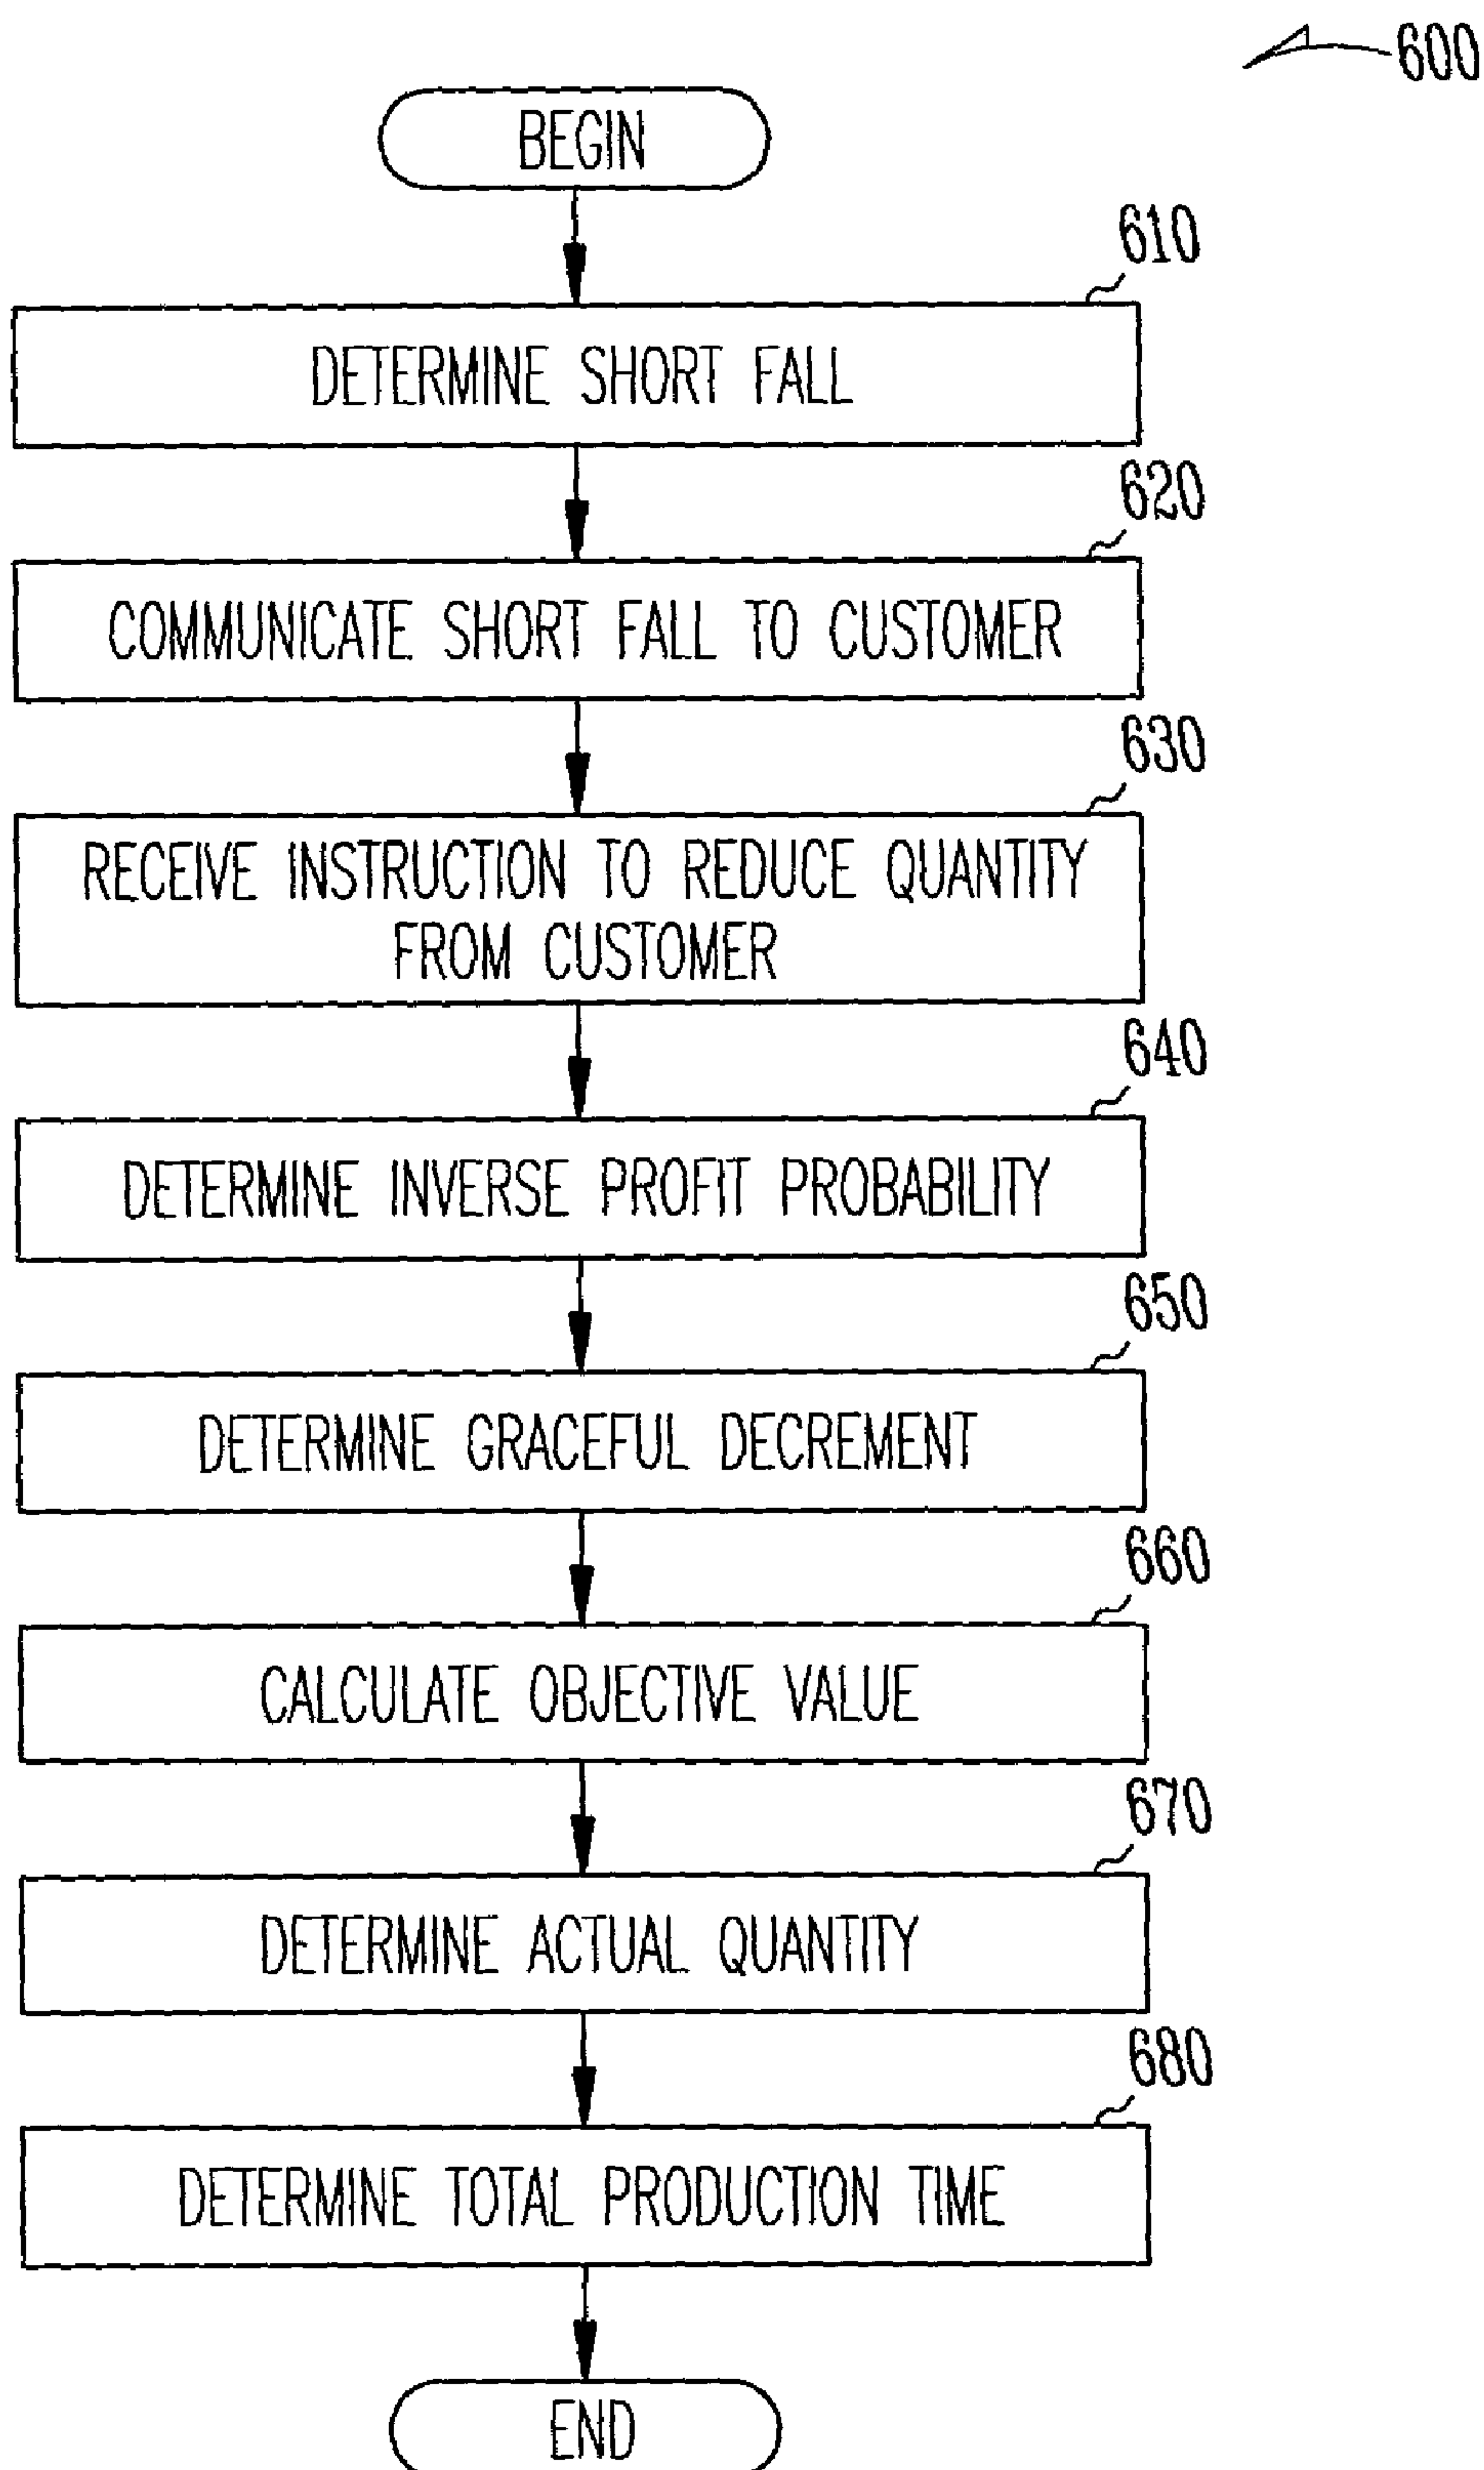 600
BEGIN
610
DETERMINE SHORT FALL
620
COMMUNICATE SHORT FALL TO CUSTOMER
630
RECEIVE INSTRUCTION TO REDUCE QUANTITY
FROM CUSTOMER
640
DETERMINE INVERSE PROFIT PROBABILITY
650
DETERMINE GRACEFUL DECREMENT
660
CALCULATE OBJECTIVE VALUE
670
DETERMINE ACTUAL QUANTITY
680
DETERMINE TOTAL PRODUCTION TIME
END